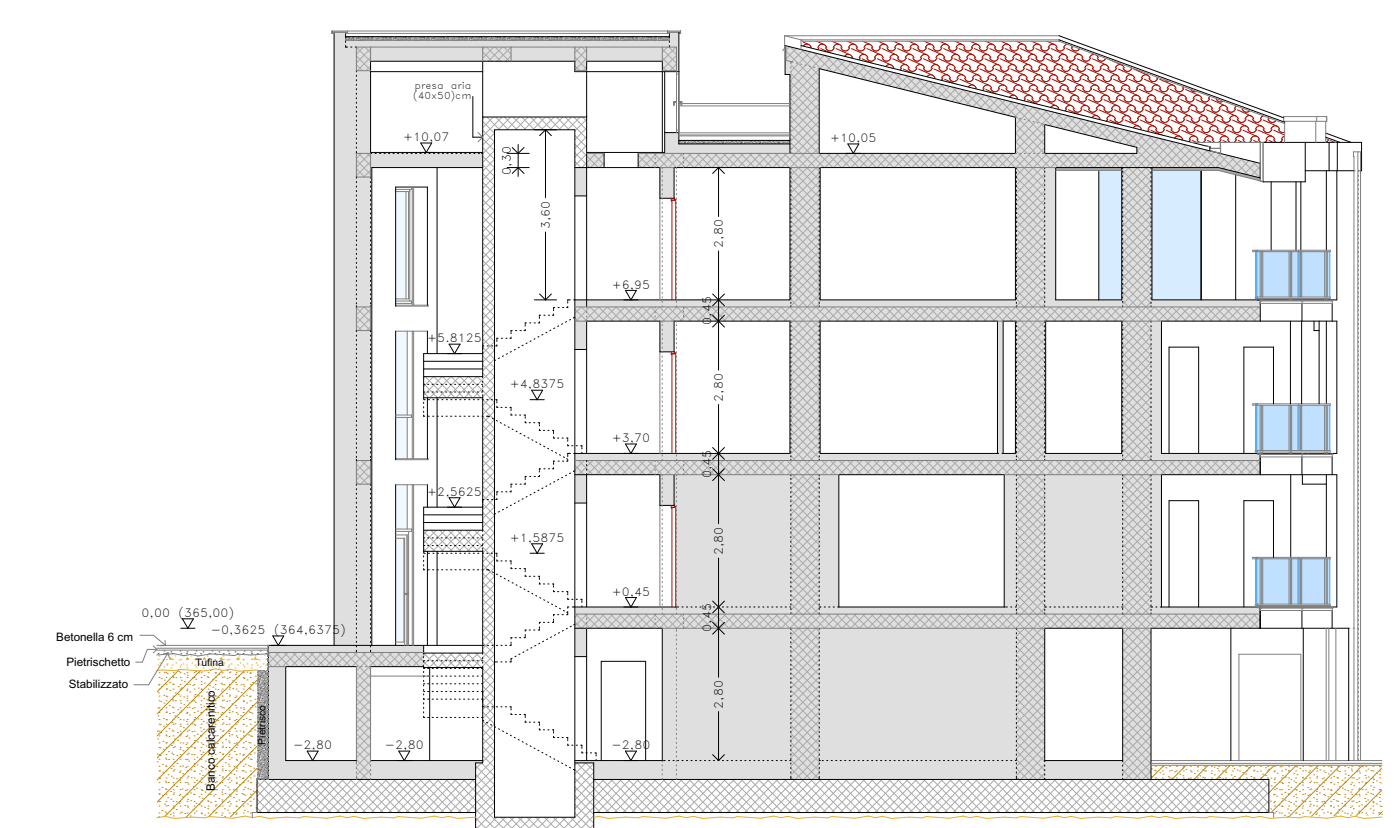 presa aria
(40x50)cm
+10,07
+10,05
0,30
3,60
2,80
+6,95
0,45
+5,8125
+4,8375
2,80
+3,70
0,45
+2,5625
+1,5875
2,80
+0,45
0,45
0,00 (365,00)
-0,3625 (364,6375)
Betonella 6 cm
Pietrischetto
Stabilizzato
Tufina
Banco calcarenitico
Pietrisco
2,80
-2,80
-2,80
-2,80